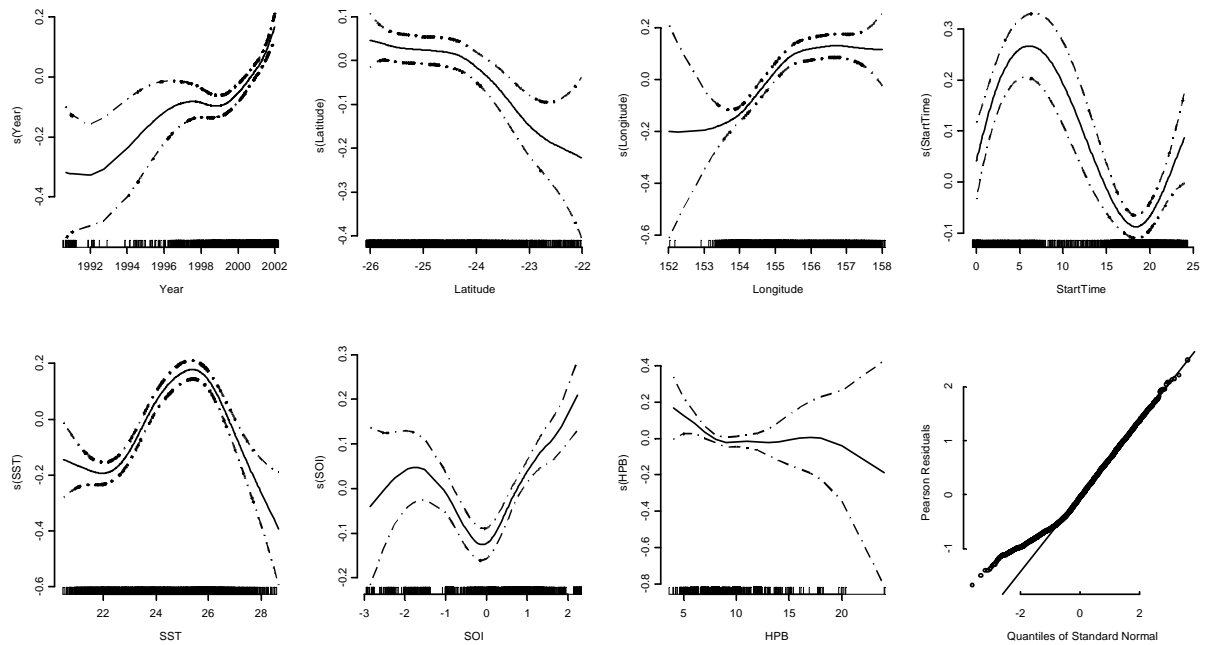 s(Year)
0.2
0.0
-0.2
-0.4
1992 1994 1996 1998 2000 2002
Year
s(Latitude)
0.1
0.0
-0.1
-0.2
-0.3
-0.4
-26 -25 -24 -23 -22
Latitude
s(Longitude)
0.2
0.0
-0.2
-0.4
-0.6
152 153 154 155 156 157 158
Longitude
s(StartTime)
0.3
0.2
0.1
0.0
-0.1
0 5 10 15 20 25
StartTime
s(SST)
0.2
0.0
-0.2
-0.4
-0.6
22 24 26 28
SST
s(SOI)
0.3
0.2
0.1
0.0
-0.1
-0.2
-3 -2 -1 0 1 2
SOI
s(HPB)
0.4
0.2
0.0
-0.2
-0.4
-0.6
-0.8
5 10 15 20
HPB
Pearson Residuals
2
1
0
-1
-2 0 2
Quantiles of Standard Normal